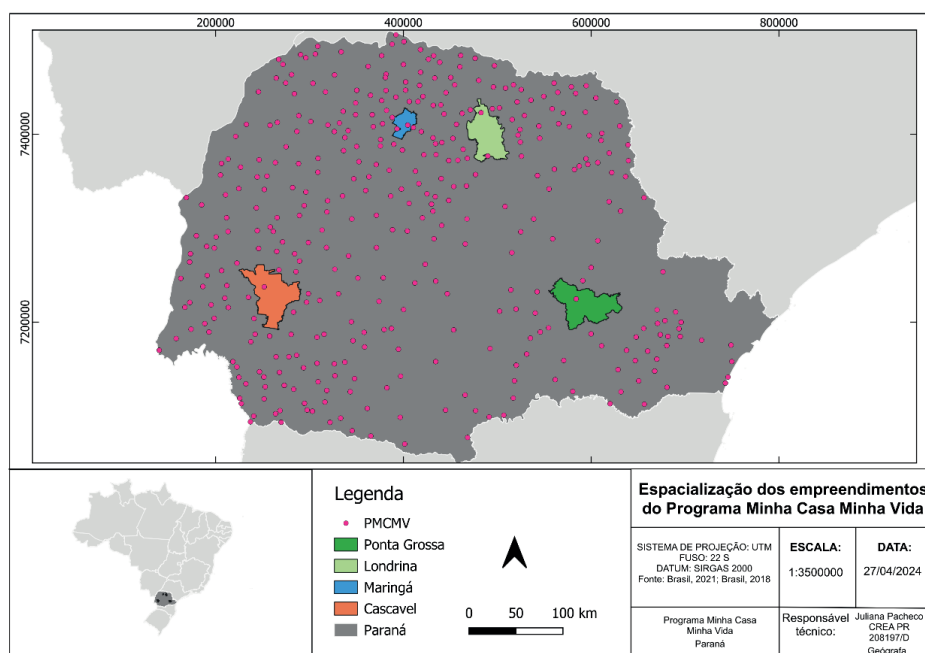 200000 400000 600000 800000
7400000
7200000
Legenda
PMCMV
Ponta Grossa
Londrina
Maringá
Cascavel
Paraná
0 50 100 km
Espacialização dos empreendimentos
do Programa Minha Casa Minha Vida
SISTEMA DE PROJEÇÃO: UTM
FUSO: 22 S
DATUM: SIRGAS 2000
Fonte: Brasil, 2021; Brasil, 2018
ESCALA:
1:3500000
DATA:
27/04/2024
Programa Minha Casa
Minha Vida
Paraná
Responsável
técnico:
Juliana Pacheco
CREA PR
208197/D
Geógrafa